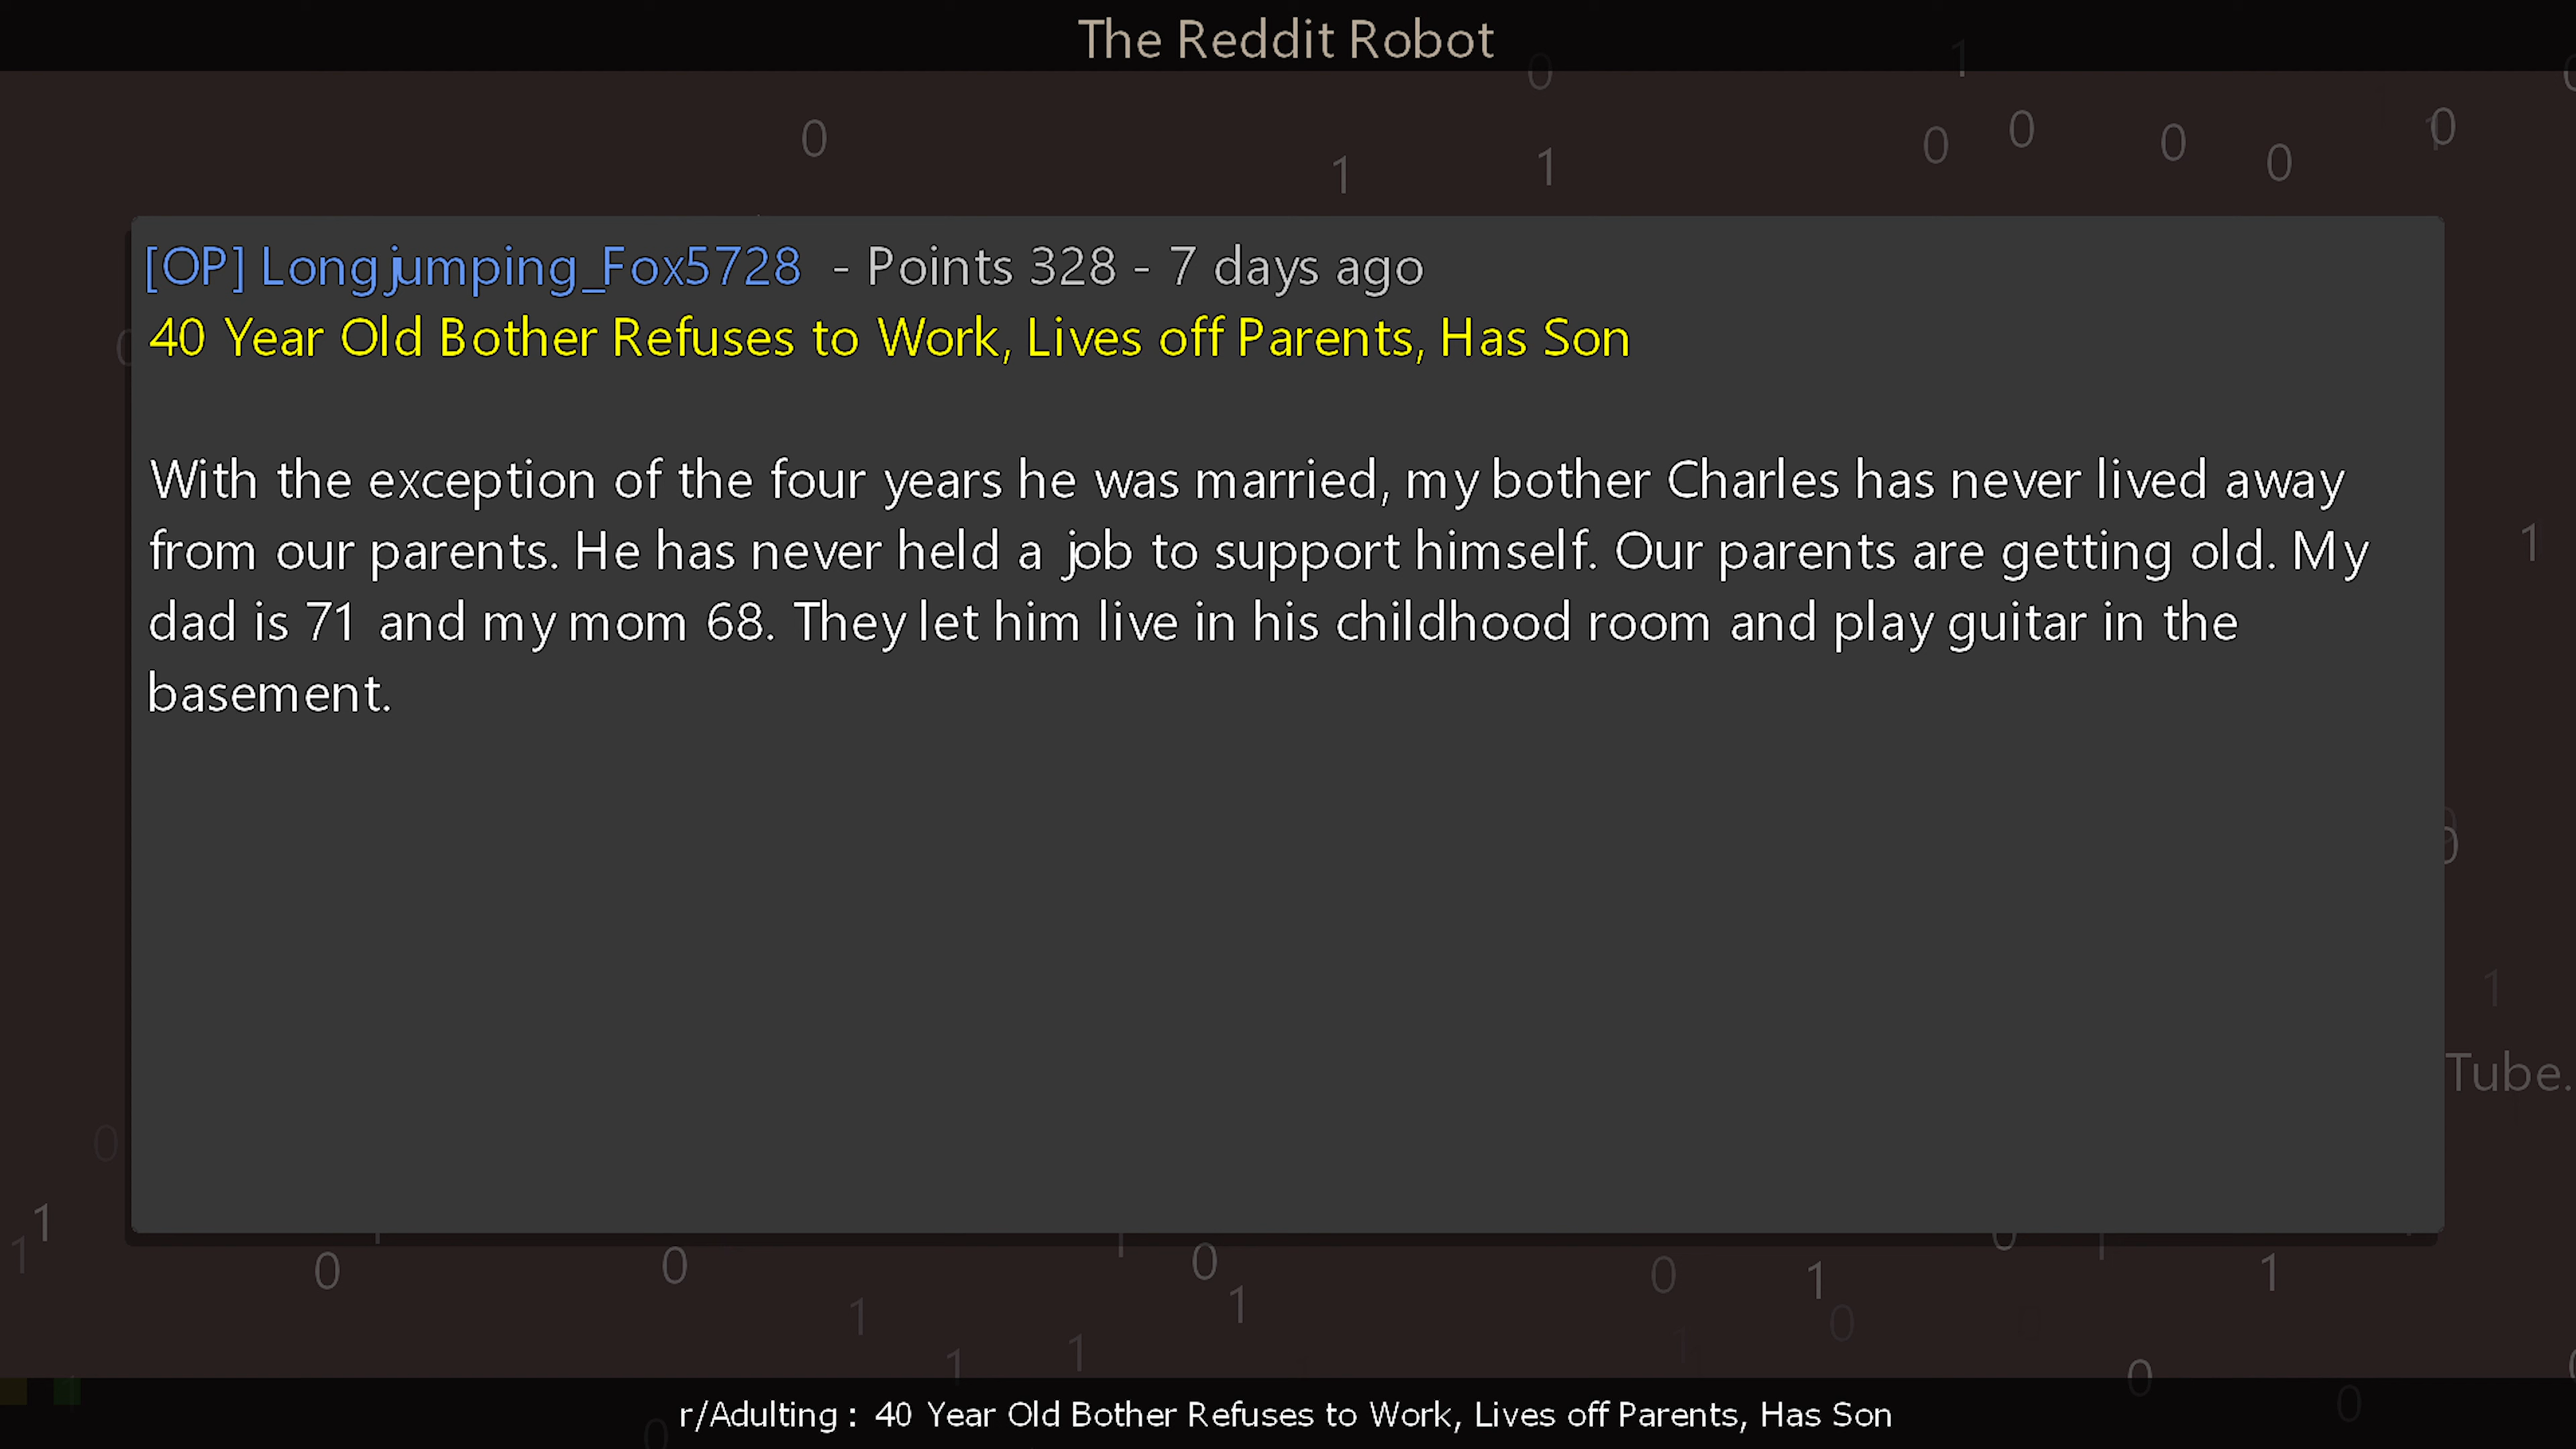 The Reddit Robot
[OP] Longjumping_Fox5728 - Points 328 - 7 days ago
40 Year Old Bother Refuses to Work, Lives off Parents, Has Son
With the exception of the four years he was married, my bother Charles has never lived away
from our parents. He has never held a job to support himself. Our parents are getting old. My
dad is 71 and my mom 68. They let him live in his childhood room and play guitar in the
basement.
Tube.
r/Adulting : 40 Year Old Bother Refuses to Work, Lives off Parents, Has Son